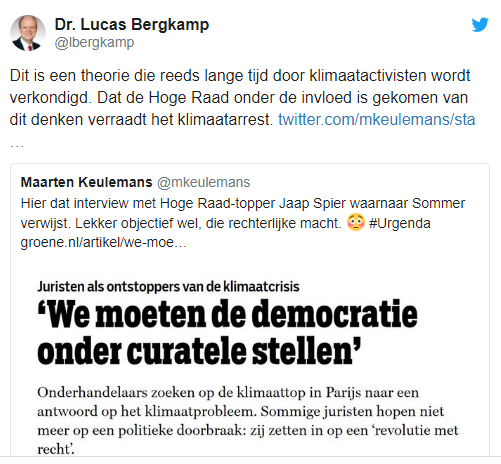 Dr. Lucas Bergkamp
@lbergkamp
Dit is een theorie die reeds lange tijd door klimaatactivisten wordt
verkondigd. Dat de Hoge Raad onder de invloed is gekomen van
dit denken verraadt het klimaatarrest. twitter.com/mkeulemans/sta
…
Maarten Keulemans @mkeulemans
Hier dat interview met Hoge Raad-topper Jaap Spier waarnaar Sommer
verwijst. Lekker objectief wel, die rechterlijke macht. 😳 #Urgenda
groene.nl/artikel/we-moe…
Juristen als ontstoppers van de klimaatcrisis
‘We moeten de democratie
onder curatele stellen’
Onderhandelaars zoeken op de klimaattop in Parijs naar een
antwoord op het klimaatprobleem. Sommige juristen hopen niet
meer op een politieke doorbraak: zij zetten in op een ‘revolutie met
recht’.